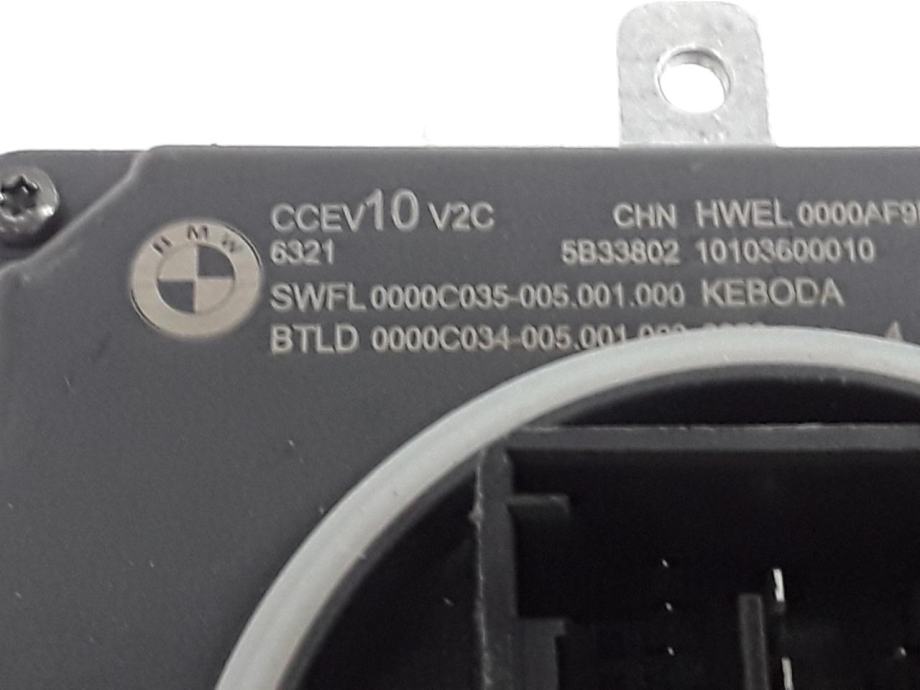 BMW
CCEV10 V2C CHN HWEL 0000AF9
6321 5B33802 10103600010
SWFL 0000C035-005.001.000 KEBODA
BTLD 0000C034-005.001.000 A